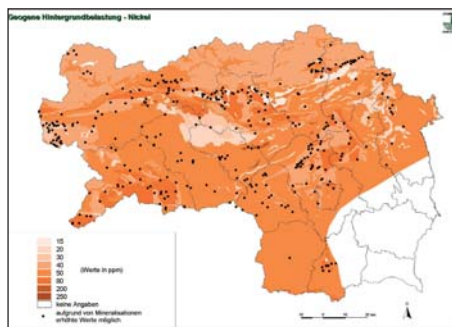 Geogene Hintergrundbelastung - Nickel
15
20
30
40
50
80
200
250
(Werte in ppm)
keine Angaben
aufgrund von Mineralisationen
erhöhte Werte möglich